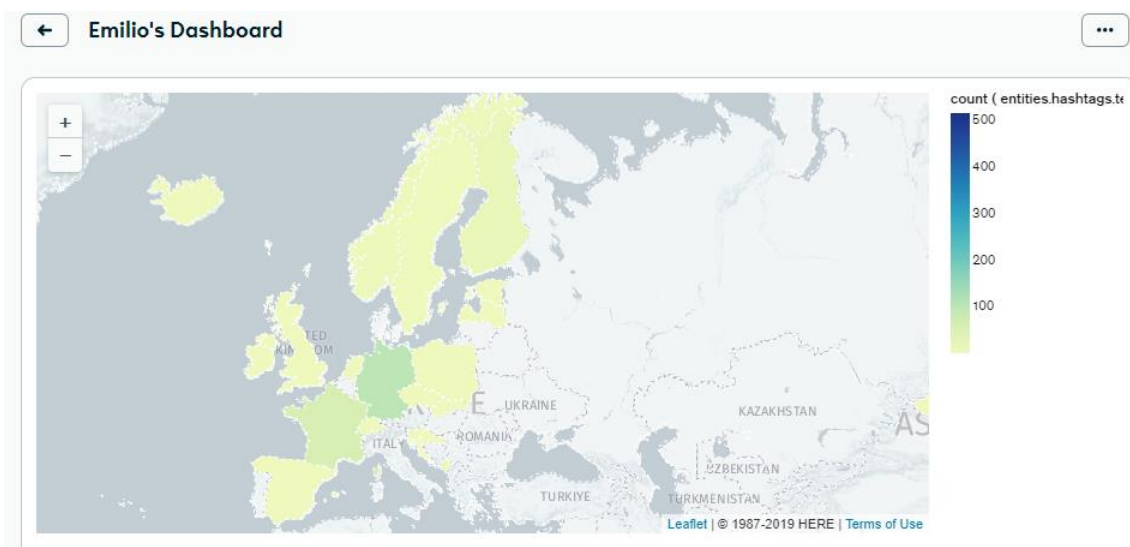 Emilio's Dashboard
count ( entities.hashtags.te
+
−
500
400
300
200
100
UKRAINE
KAZAKHSTAN
ITALY
ROMANIA
UZBEKISTAN
TURKIYE
TURKMENISTAN
Leaflet | © 1987-2019 HERE | Terms of Use